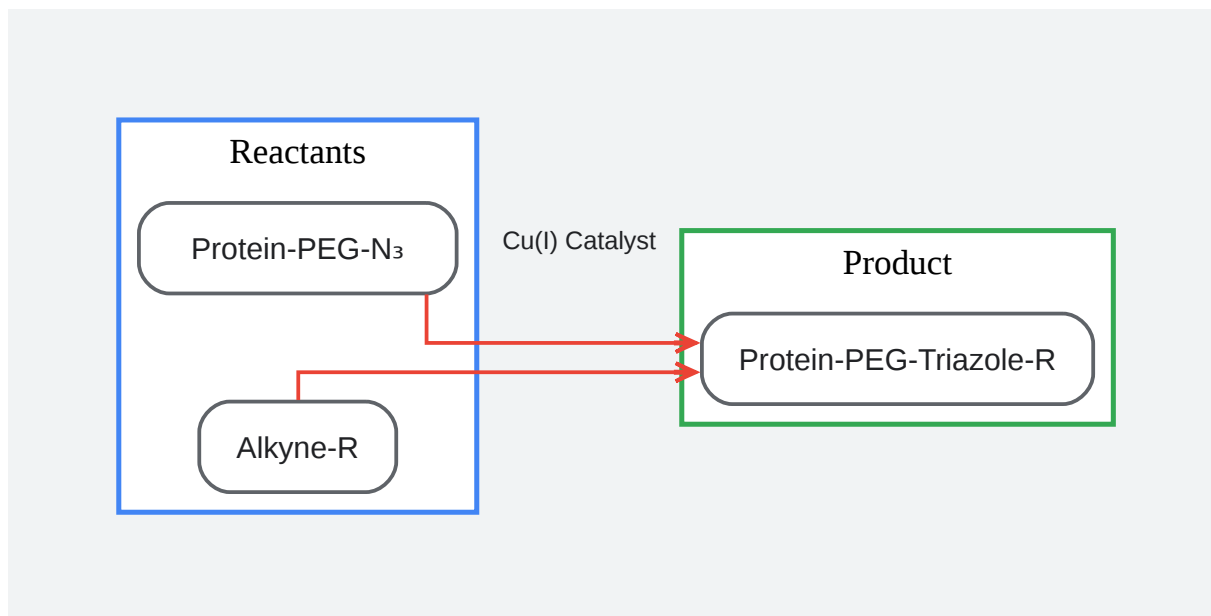 Reactants
Protein-PEG-N₃
Alkyne-R
Cu(I) Catalyst
Product
Protein-PEG-Triazole-R